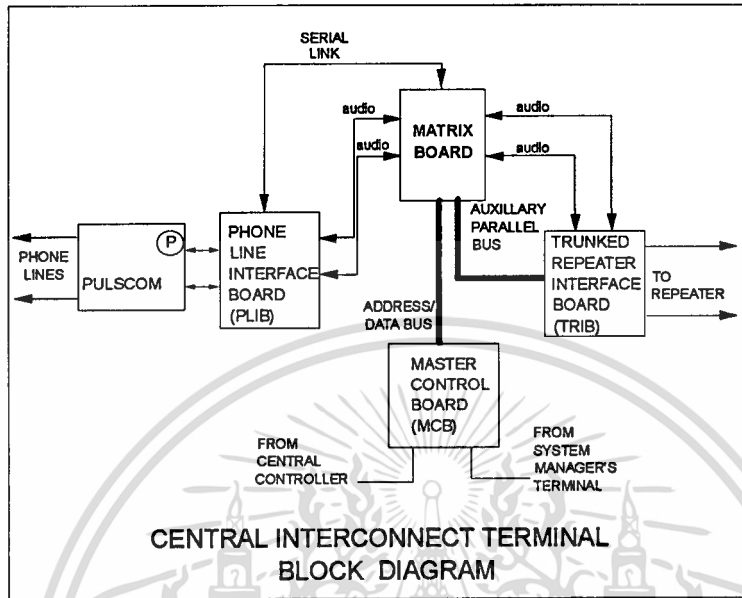 SERIAL
LINK
audio
audio
MATRIX
BOARD
audio
audio
AUXILLARY
PARALLEL
BUS
PHONE
LINES
P
PULSCOM
PHONE
LINE
INTERFACE
BOARD
(PLIB)
TRUNKED
REPEATER
INTERFACE
BOARD
(TRIB)
TO
REPEATER
ADDRESS/
DATA BUS
MASTER
CONTROL
BOARD
(MCB)
FROM
CENTRAL
CONTROLLER
FROM
SYSTEM
MANAGER'S
TERMINAL
CENTRAL INTERCONNECT TERMINAL
BLOCK DIAGRAM